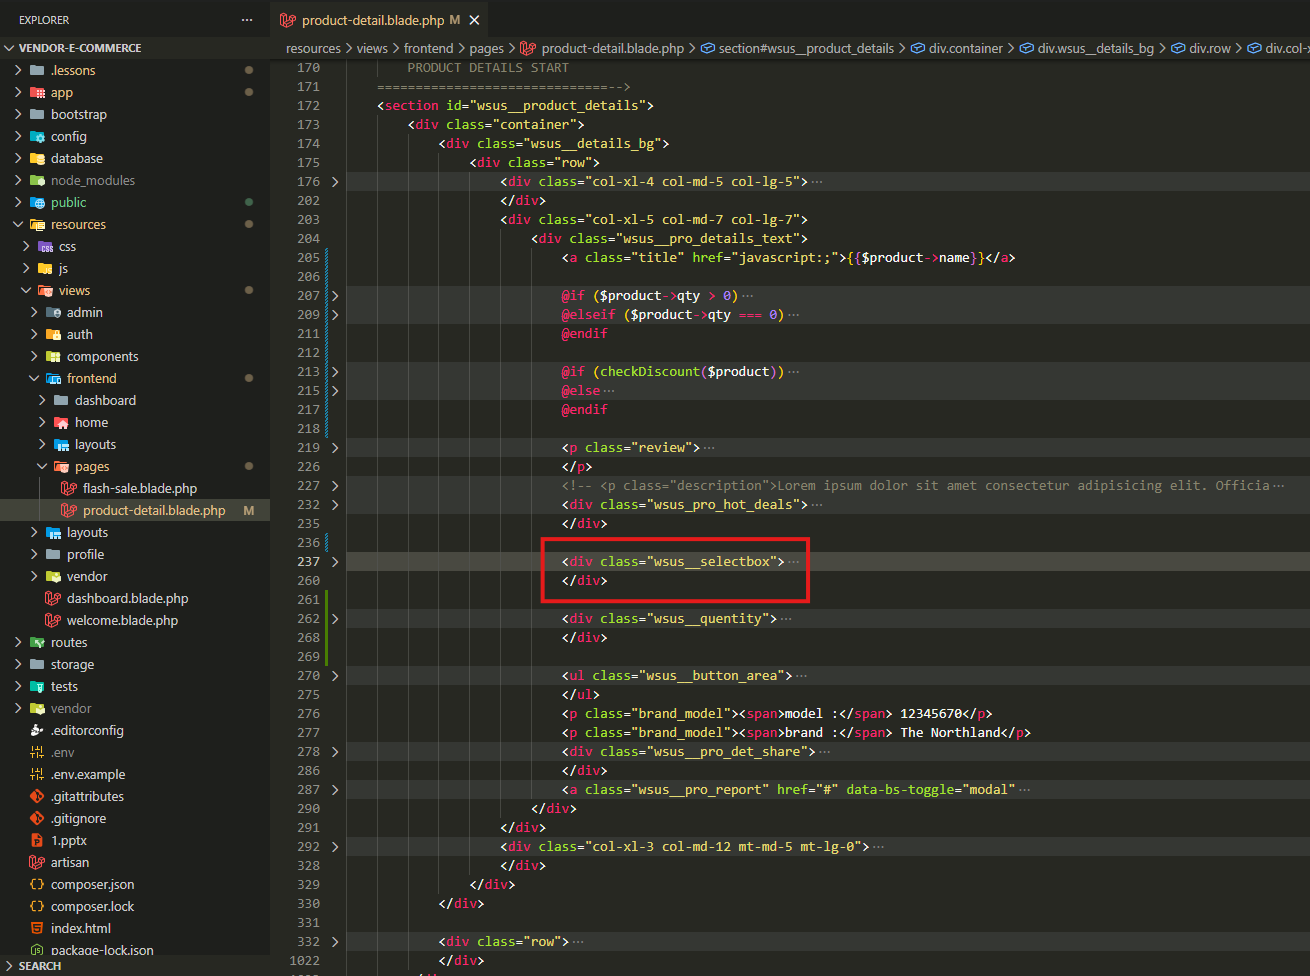 EXPLORER
···
VENDOR-E-COMMERCE
.lessons
app
bootstrap
config
database
node_modules
public
resources
css
js
views
admin
auth
components
frontend
dashboard
home
layouts
pages
flash-sale.blade.php
product-detail.blade.php M
layouts
profile
vendor
dashboard.blade.php
welcome.blade.php
routes
storage
tests
vendor
.editorconfig
.env
.env.example
.gitattributes
.gitignore
1.pptx
artisan
composer.json
composer.lock
index.html
package-lock.json
SEARCH
product-detail.blade.php M
resources > views > frontend > pages > product-detail.blade.php > section#wsus__product_details > div.container > div.wsus__details_bg > div.row > div.col-x
170 PRODUCT DETAILS START
171 ==============================-->
172 <section id="wsus__product_details">
173 <div class="container">
174 <div class="wsus__details_bg">
175 <div class="row">
176 <div class="col-xl-4 col-md-5 col-lg-5">···
202 </div>
203 <div class="col-xl-5 col-md-7 col-lg-7">
204 <div class="wsus__pro_details_text">
205 <a class="title" href="javascript:;">{{$product->name}}</a>
206
207 @if ($product->qty > 0)···
209 @elseif ($product->qty === 0)···
211 @endif
212
213 @if (checkDiscount($product))···
215 @else···
217 @endif
218
219 <p class="review">···
226 </p>
227 <!-- <p class="description">Lorem ipsum dolor sit amet consectetur adipisicing elit. Officia···
232 <div class="wsus_pro_hot_deals">···
235 </div>
236
237 <div class="wsus__selectbox">···
260 </div>
261
262 <div class="wsus__quentity">···
268 </div>
269
270 <ul class="wsus__button_area">···
275 </ul>
276 <p class="brand_model"><span>model :</span> 12345670</p>
277 <p class="brand_model"><span>brand :</span> The Northland</p>
278 <div class="wsus__pro_det_share">···
286 </div>
287 <a class="wsus__pro_report" href="#" data-bs-toggle="modal"···
290 </div>
291 </div>
292 <div class="col-xl-3 col-md-12 mt-md-5 mt-lg-0">···
328 </div>
329 </div>
330 </div>
331
332 <div class="row">···
1022 </div>